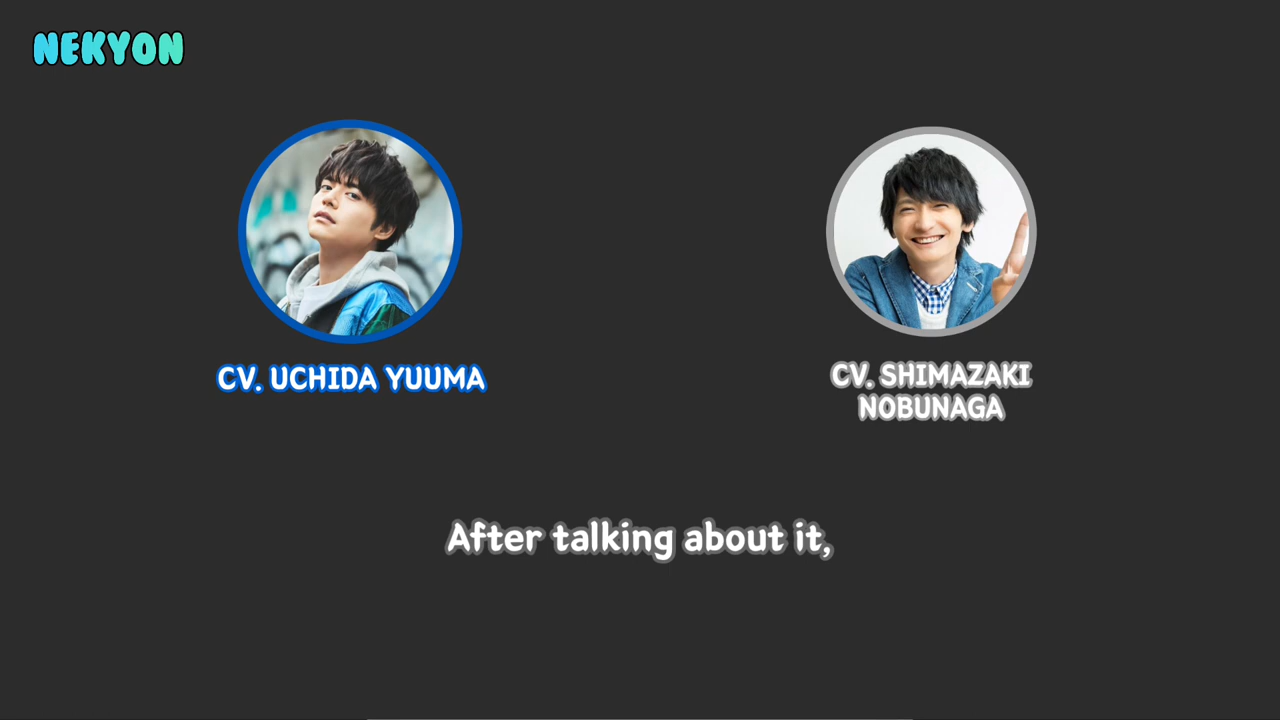 NEKYON
CV. UCHIDA YUUMA
CV. SHIMAZAKI
NOBUNAGA
After talking about it,